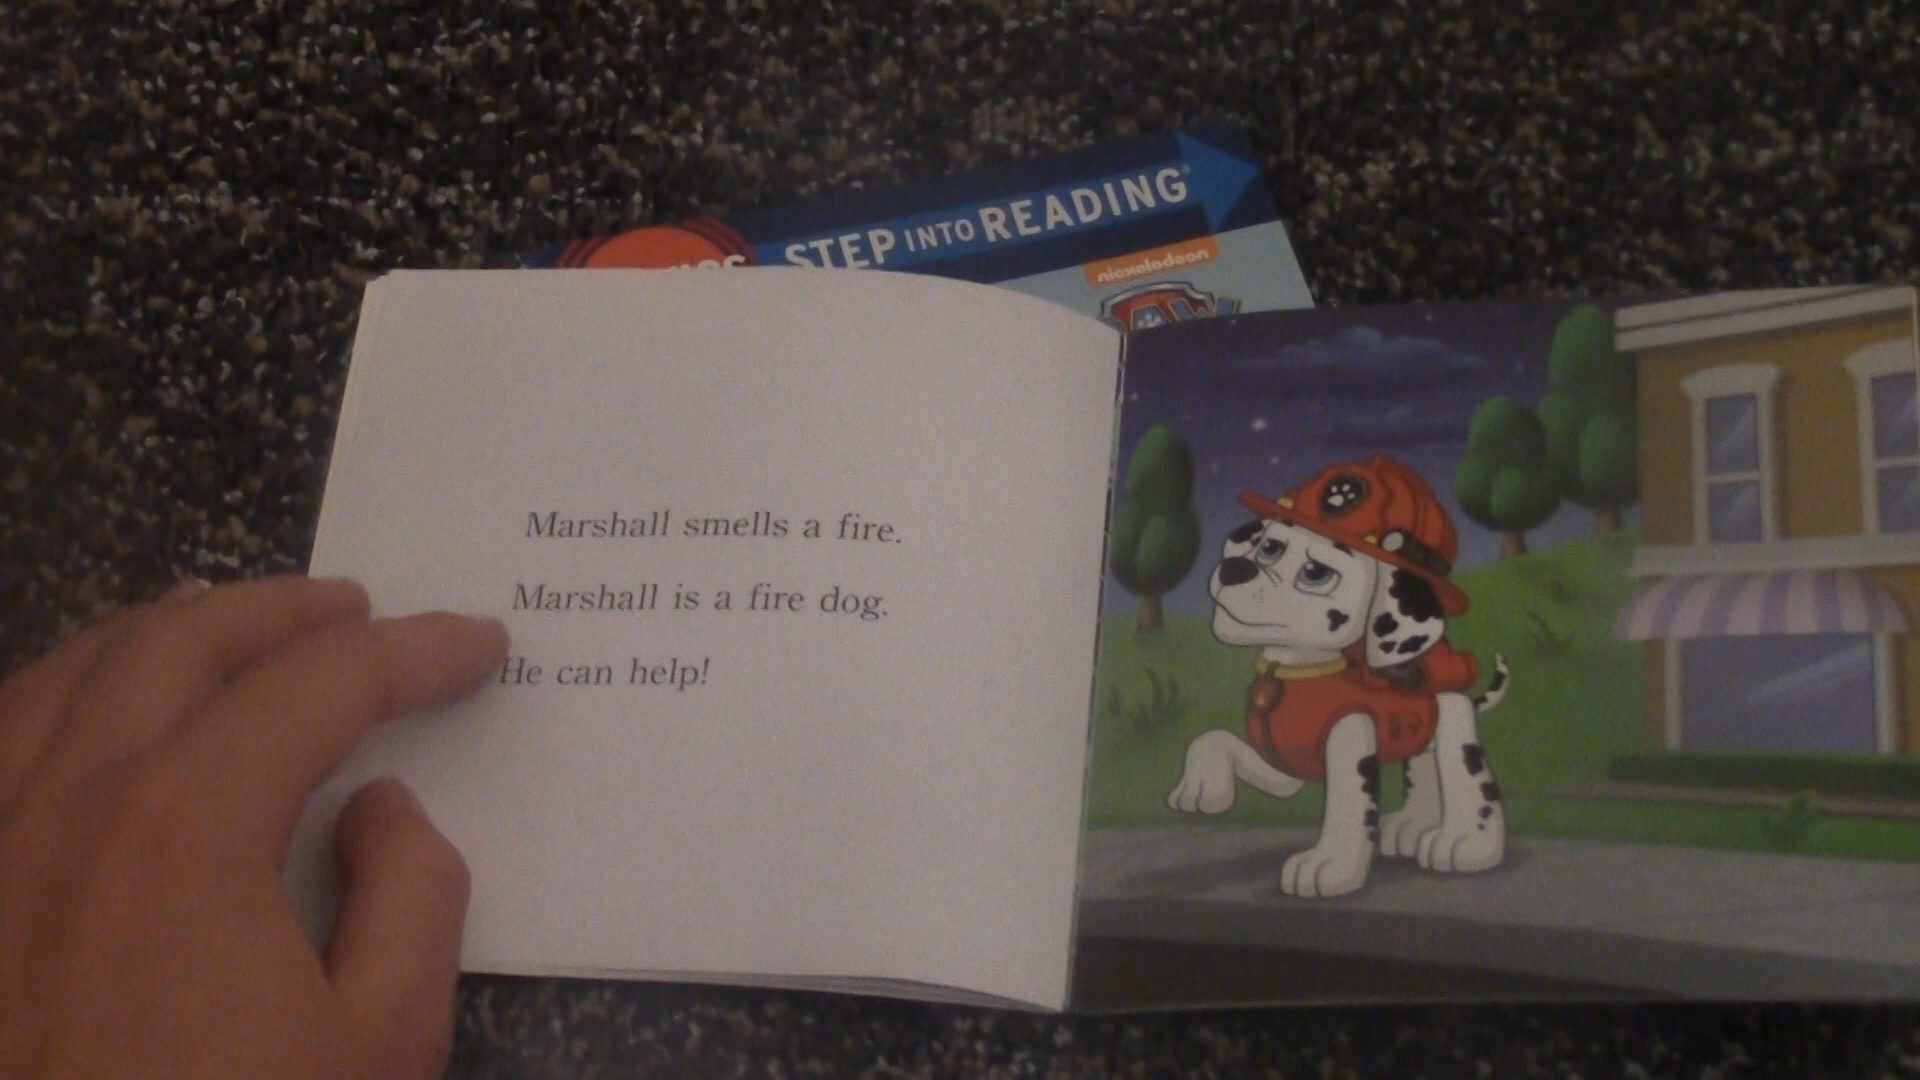 STEP INTO READING
nickelodeon
Marshall smells a fire.
Marshall is a fire dog.
He can help!